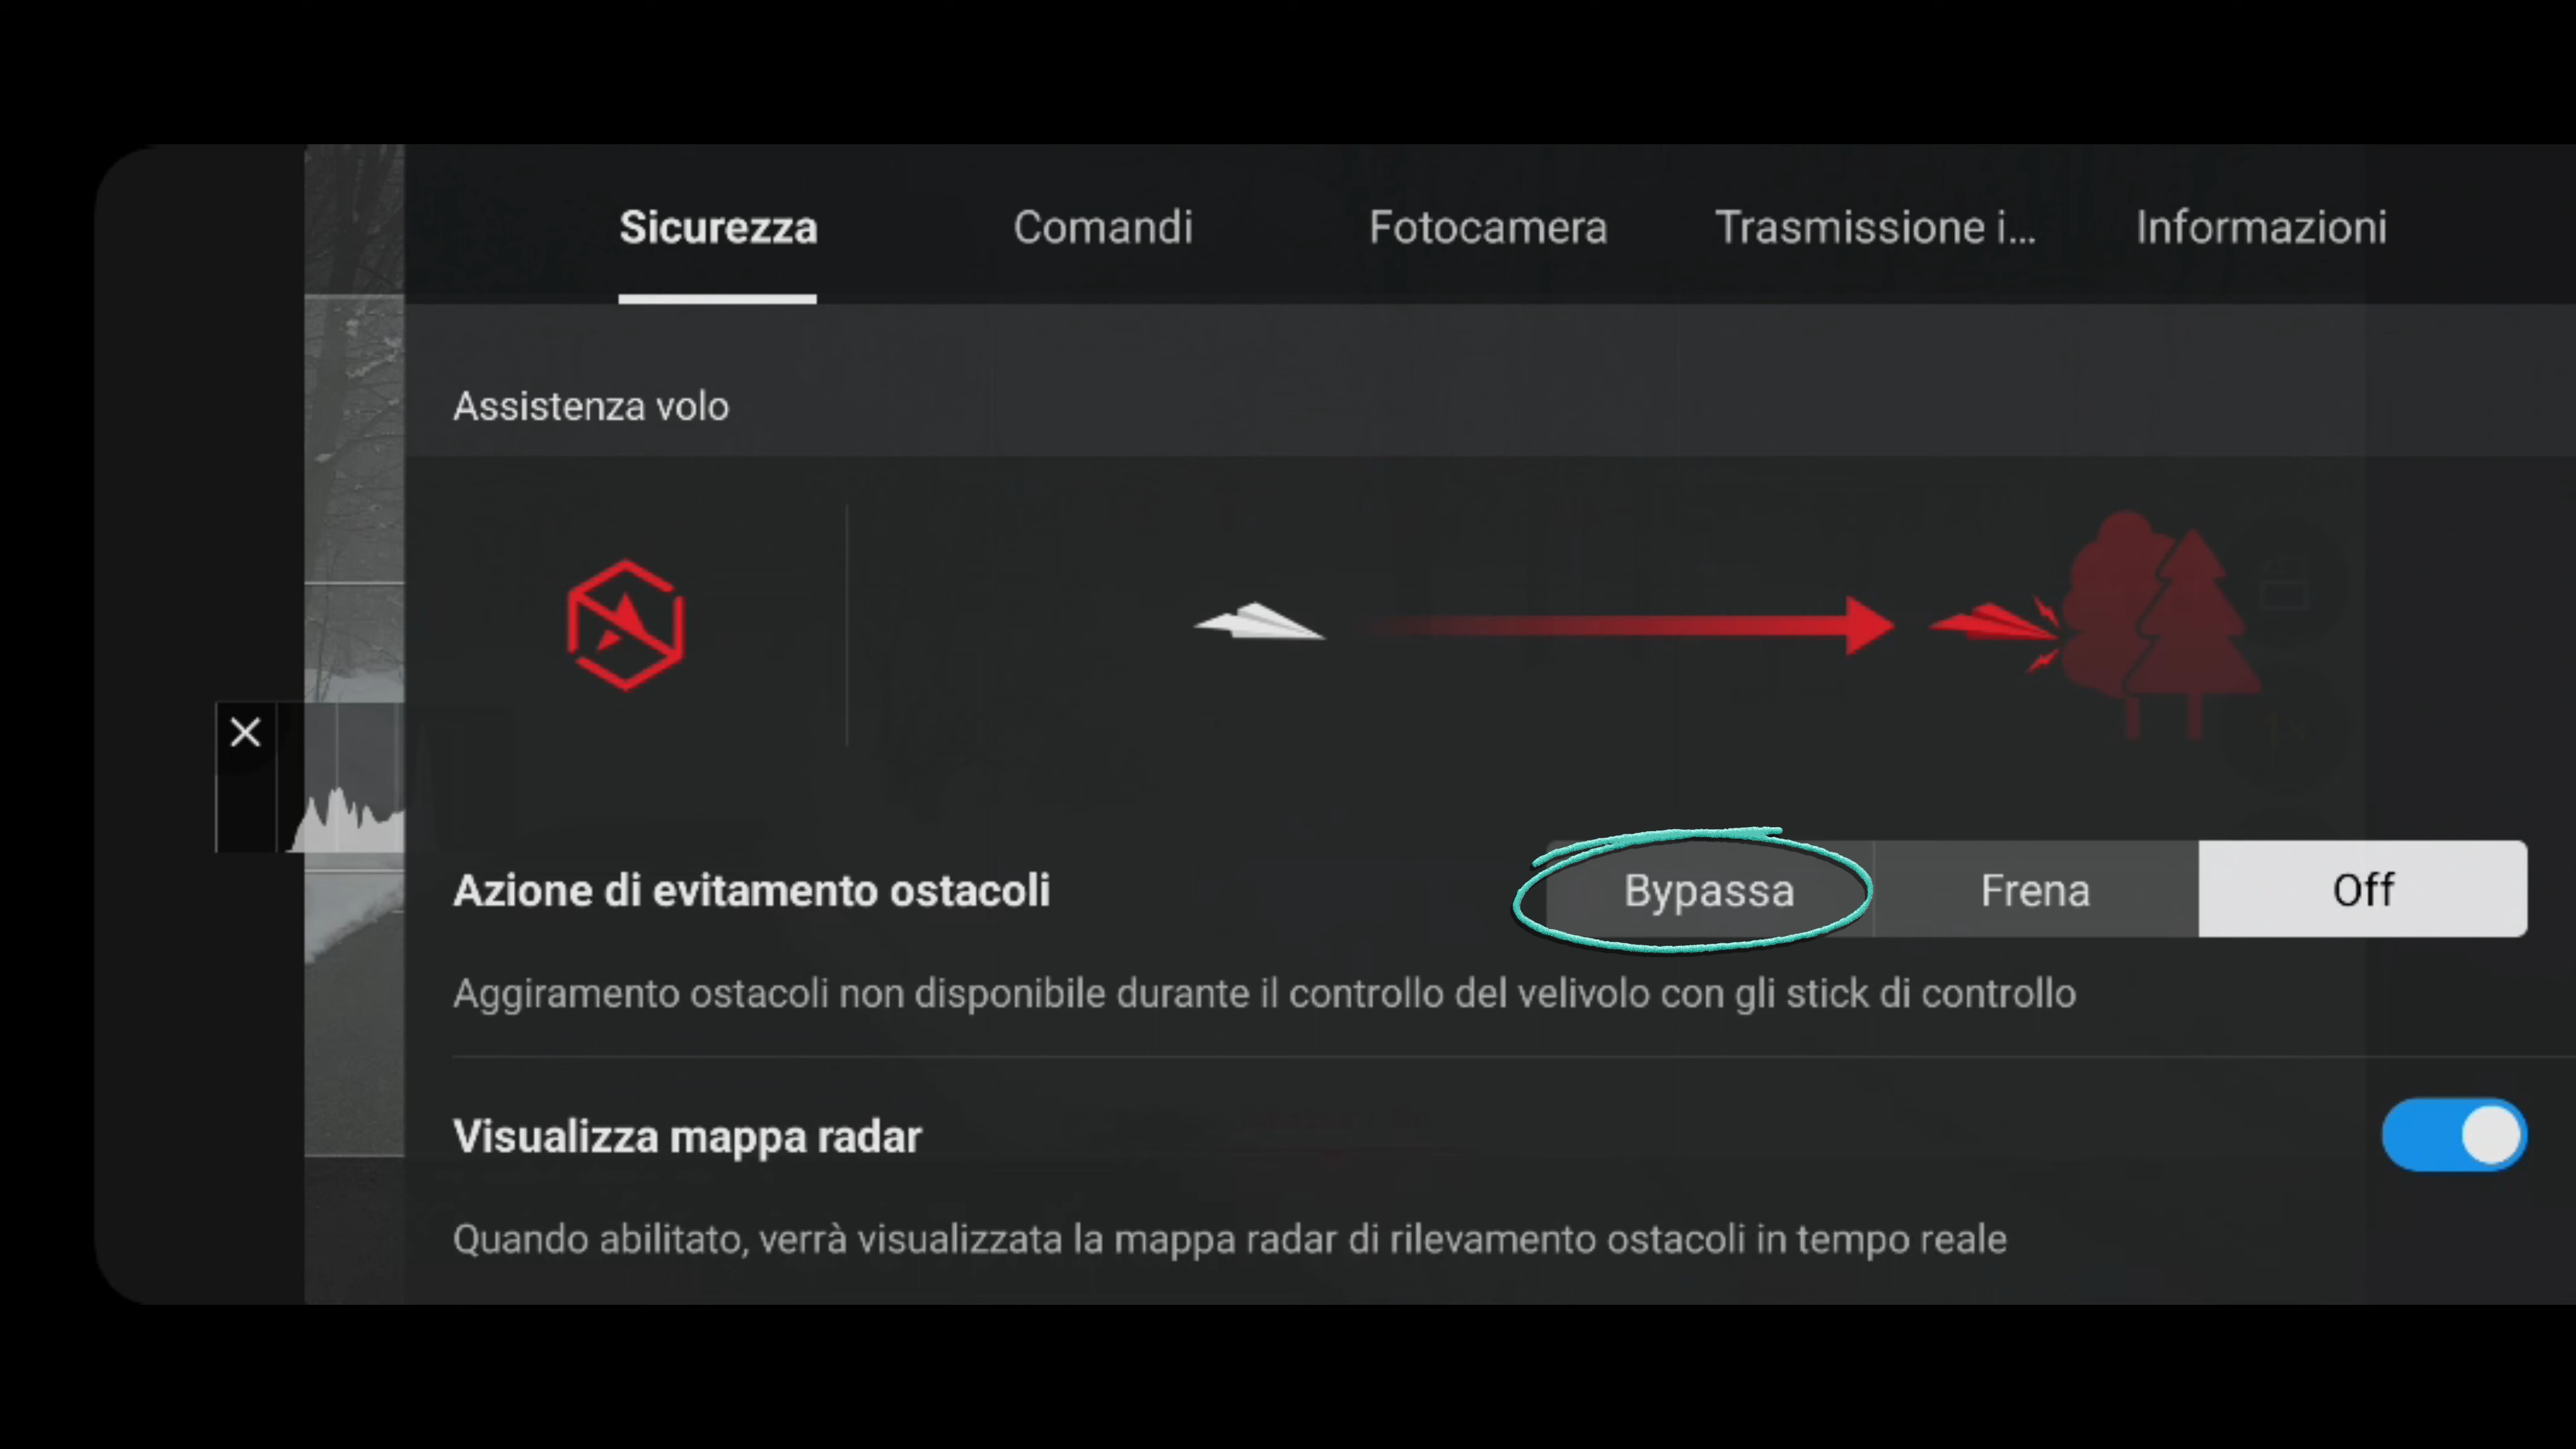 Sicurezza Comandi Fotocamera Trasmissione i... Informazioni
Assistenza volo
Azione di evitamento ostacoli Bypassa Frena Off
Aggiramento ostacoli non disponibile durante il controllo del velivolo con gli stick di controllo
Visualizza mappa radar
Quando abilitato, verrà visualizzata la mappa radar di rilevamento ostacoli in tempo reale